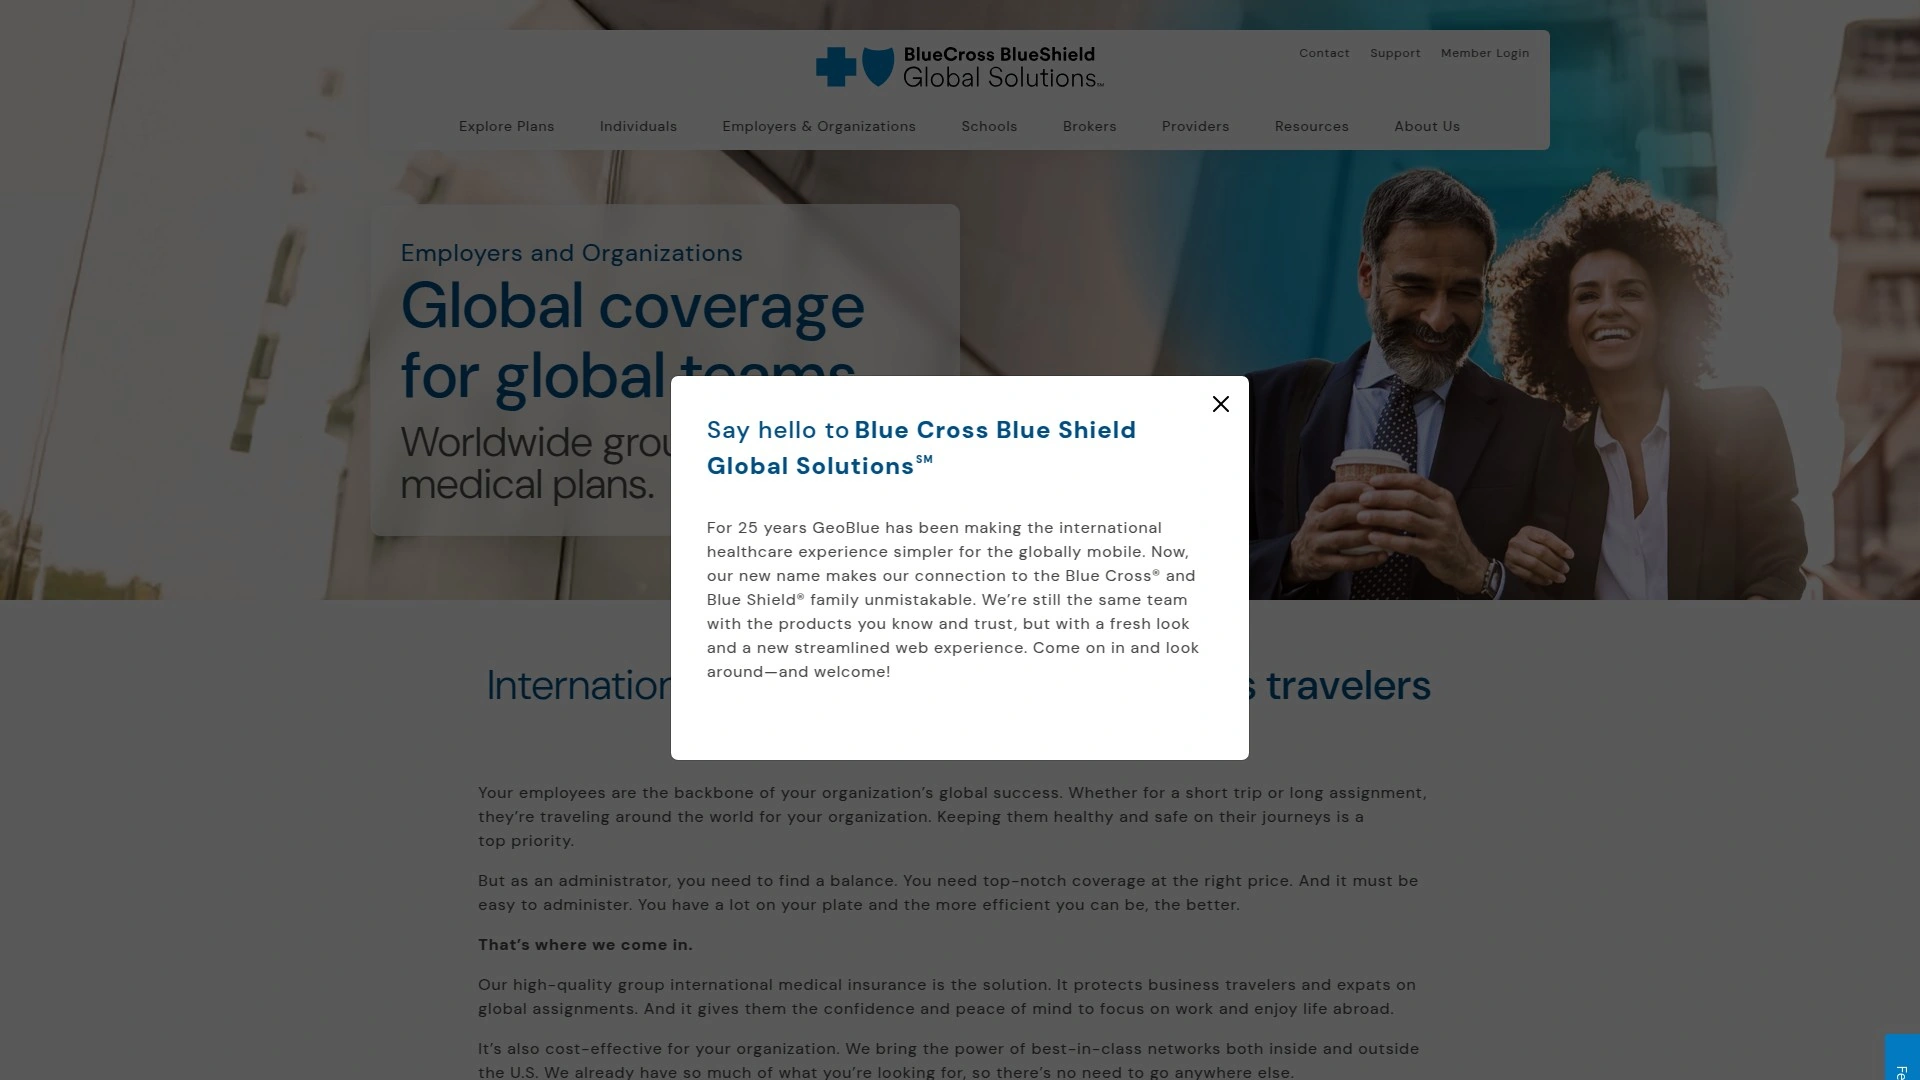 BlueCross BlueShield
Global Solutions℠
Contact Support Member Login
Explore Plans Individuals Employers & Organizations Schools Brokers Providers Resources About Us
Employers and Organizations
Global coverage
for global teams
Worldwide
medical plans.
Say hello to Blue Cross Blue Shield
Global Solutions℠
For 25 years GeoBlue has been making the international
healthcare experience simpler for the globally mobile. Now,
our new name makes our connection to the Blue Cross® and
Blue Shield® family unmistakable. We’re still the same team
with the products you know and trust, but with a fresh look
and a new streamlined web experience. Come on in and look
around—and welcome!
travelers
Your employees are the backbone of your organization’s global success. Whether for a short trip or long assignment,
they’re traveling around the world for your organization. Keeping them healthy and safe on their journeys is a
top priority.
But as an administrator, you need to find a balance. You need top-notch coverage at the right price. And it must be
easy to administer. You have a lot on your plate and the more efficient you can be, the better.
That’s where we come in.
Our high-quality group international medical insurance is the solution. It protects business travelers and expats on
global assignments. And it gives them the confidence and peace of mind to focus on work and enjoy life abroad.
It’s also cost-effective for your organization. We bring the power of best-in-class networks both inside and outside
the U.S. We already have so much of what you’re looking for, so there’s no need to go anywhere else.